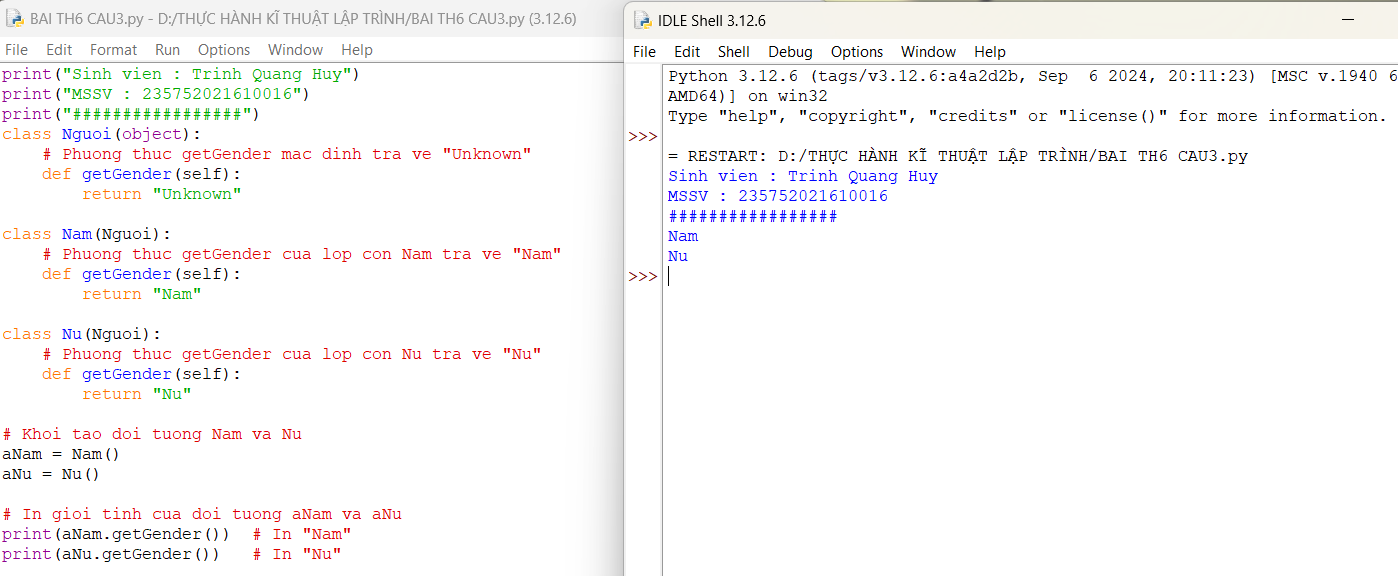 BAI TH6 CAU3.py - D:/THỰC HÀNH KĨ THUẬT LẬP TRÌNH/BAI TH6 CAU3.py (3.12.6)
File Edit Format Run Options Window Help
print("Sinh vien : Trinh Quang Huy")
print("MSSV : 235752021610016")
print("#################")
class Nguoi(object):
    # Phuong thuc getGender mac dinh tra ve "Unknown"
    def getGender(self):
        return "Unknown"

class Nam(Nguoi):
    # Phuong thuc getGender cua lop con Nam tra ve "Nam"
    def getGender(self):
        return "Nam"

class Nu(Nguoi):
    # Phuong thuc getGender cua lop con Nu tra ve "Nu"
    def getGender(self):
        return "Nu"

# Khoi tao doi tuong Nam va Nu
aNam = Nam()
aNu = Nu()

# In gioi tinh cua doi tuong aNam va aNu
print(aNam.getGender())  # In "Nam"
print(aNu.getGender())   # In "Nu"
IDLE Shell 3.12.6
File Edit Shell Debug Options Window Help
Python 3.12.6 (tags/v3.12.6:a4a2d2b, Sep  6 2024, 20:11:23) [MSC v.1940 6
AMD64)] on win32
Type "help", "copyright", "credits" or "license()" for more information.
>>>
= RESTART: D:/THỰC HÀNH KĨ THUẬT LẬP TRÌNH/BAI TH6 CAU3.py
Sinh vien : Trinh Quang Huy
MSSV : 235752021610016
#################
Nam
Nu
>>>